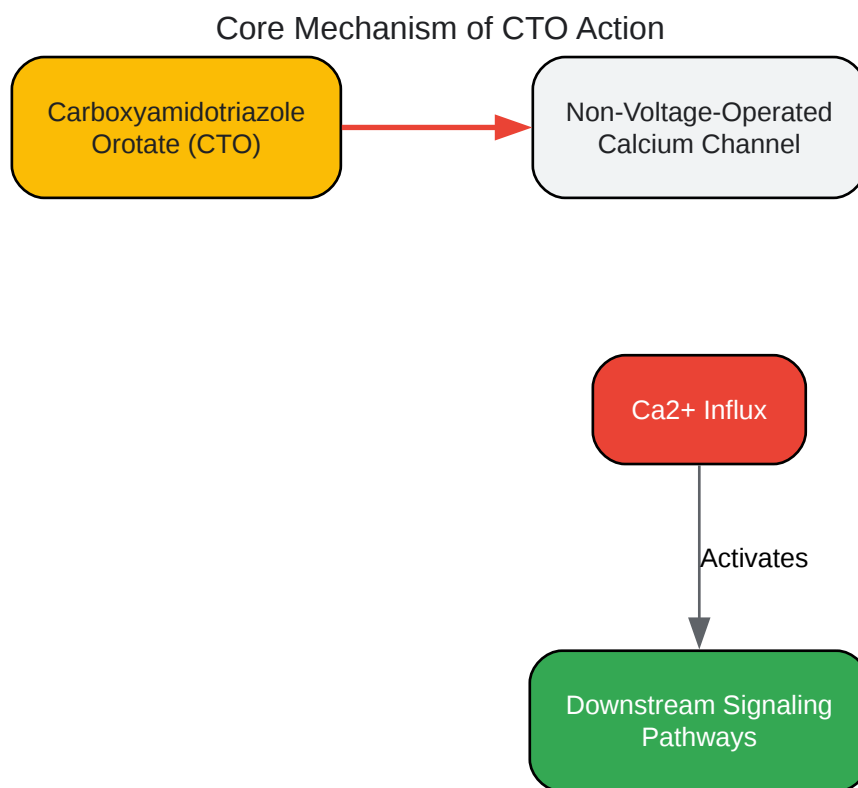 Core Mechanism of CTO Action
Carboxyamidotriazole
Orotate (CTO)
Non-Voltage-Operated
Calcium Channel
Ca2+ Influx
Activates
Downstream Signaling
Pathways